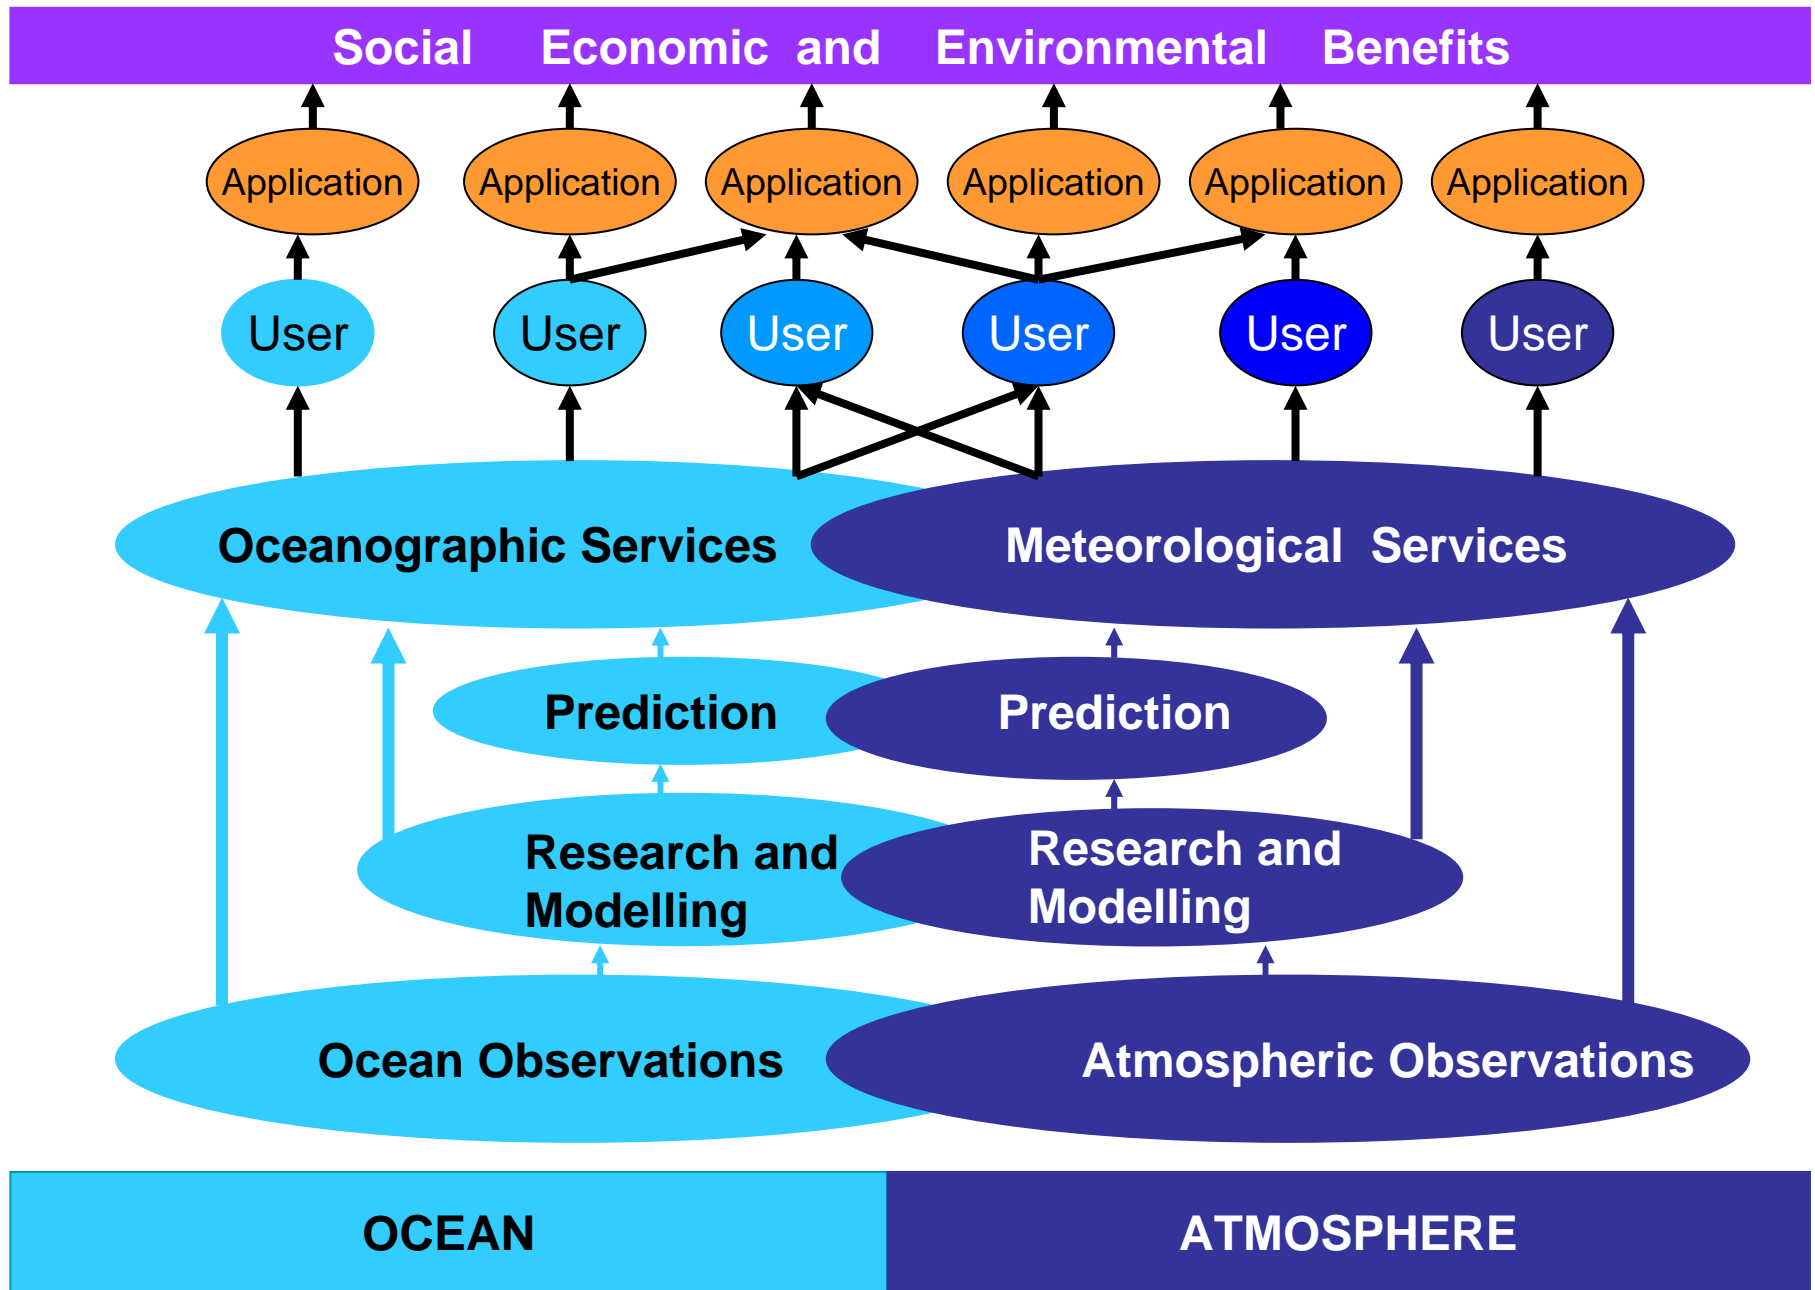 Social Economic and Environmental Benefits
Application Application Application Application Application Application
User User User User User User
Oceanographic Services Meteorological Services
Prediction Prediction
Research and
Modelling
Research and
Modelling
Ocean Observations Atmospheric Observations
OCEAN ATMOSPHERE